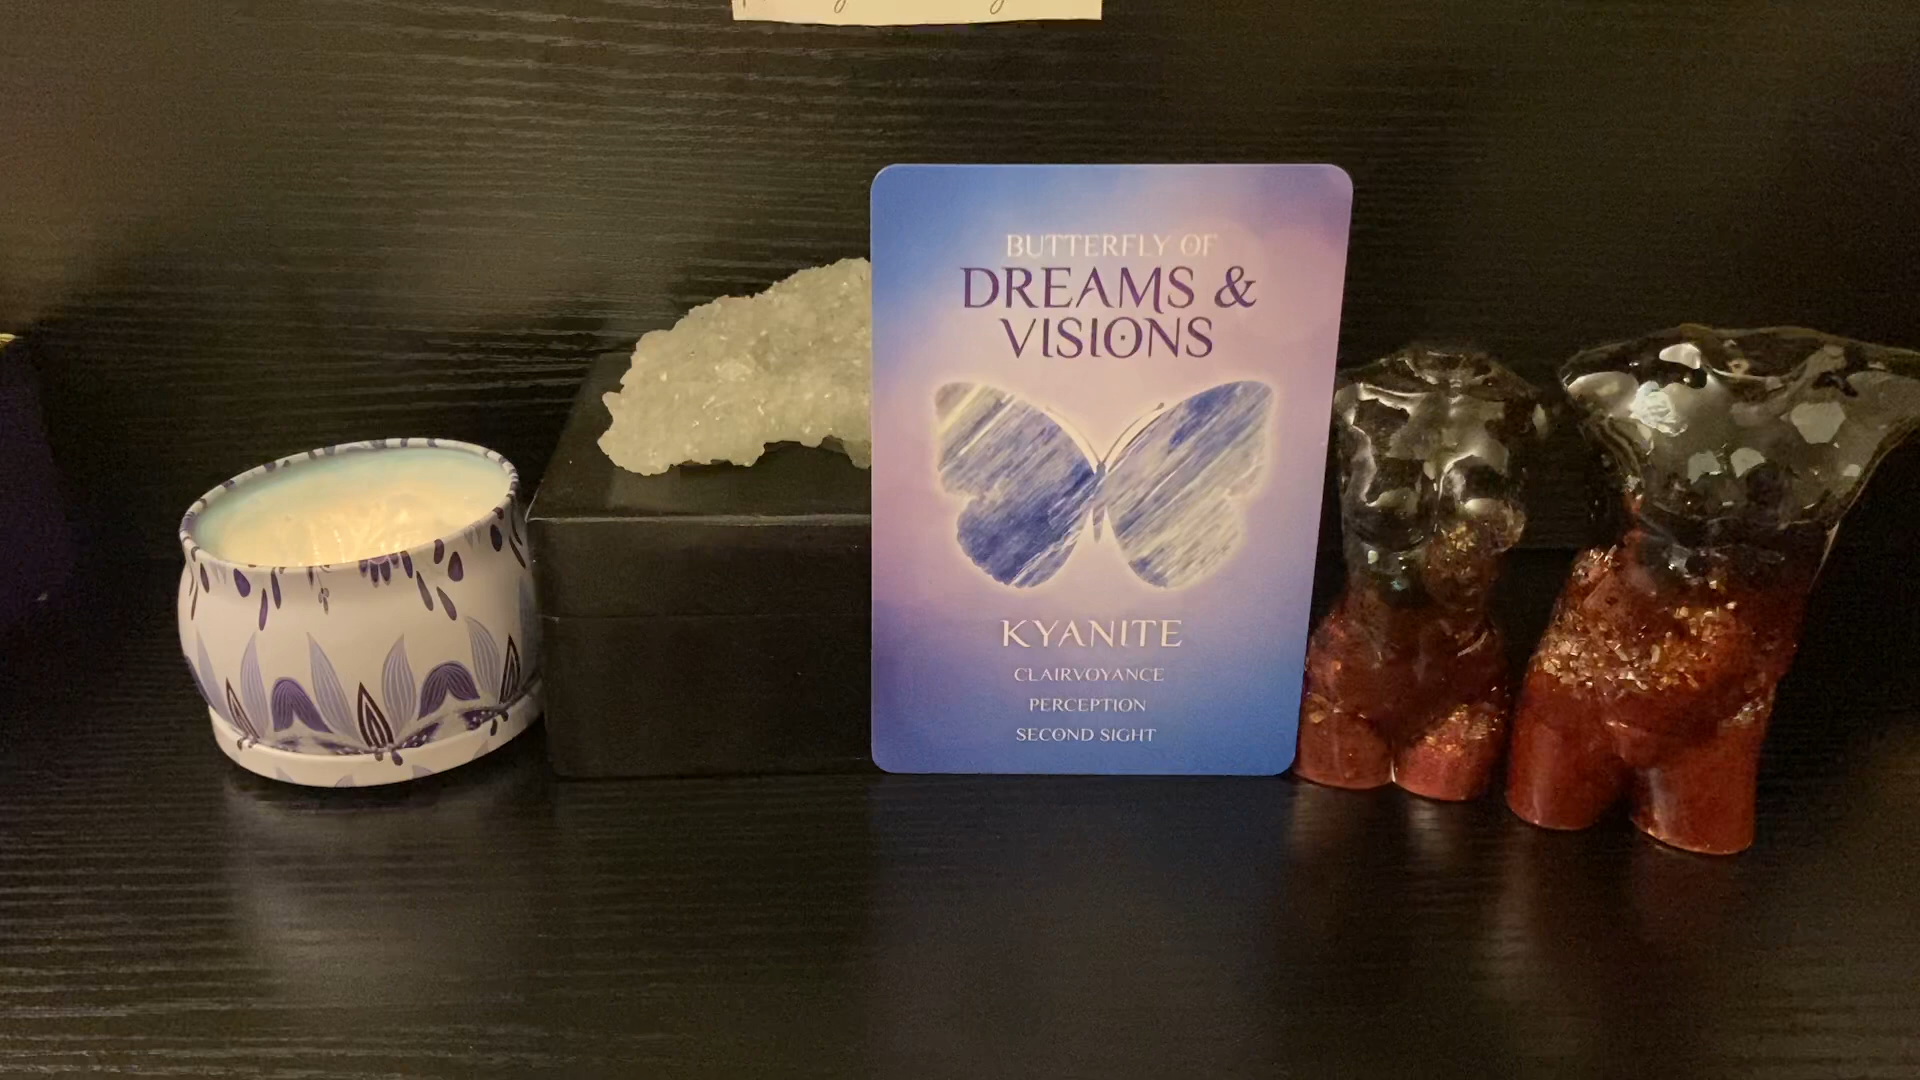 BUTTERFLY OF
DREAMS &
VISIONS
KYANITE
CLAIRVOYANCE
PERCEPTION
SECOND SIGHT